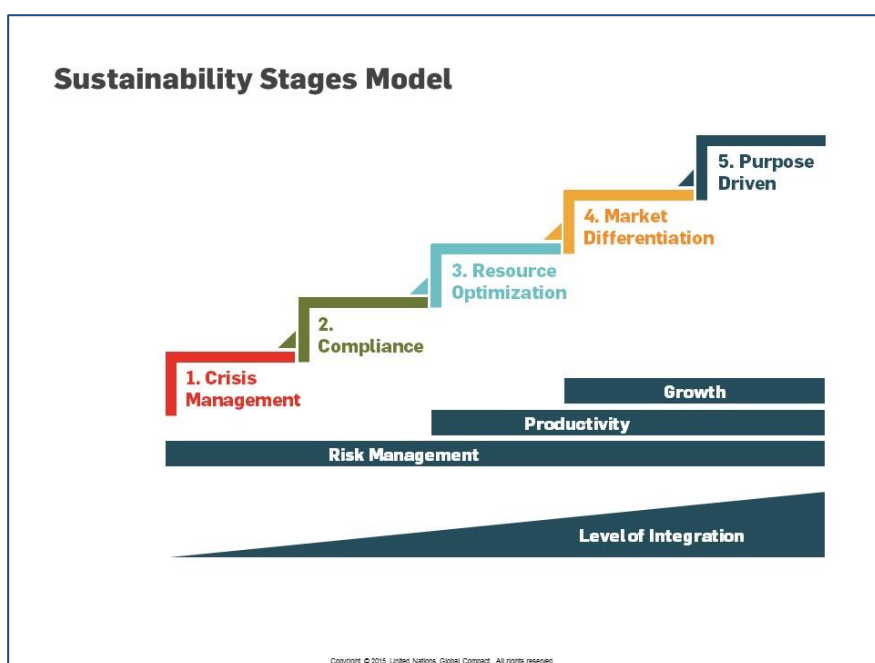 Sustainability Stages Model
5. Purpose
Driven
4. Market
Differentiation
3. Resource
Optimization
2.
Compliance
1. Crisis
Management
Growth
Productivity
Risk Management
Level of Integration
Copyright © 2015 United Nations Global Compact. All rights reserved